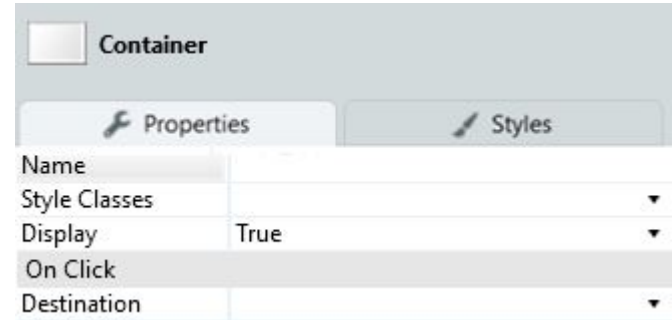 Container
Properties Styles
Name
Style Classes
Display True
On Click
Destination